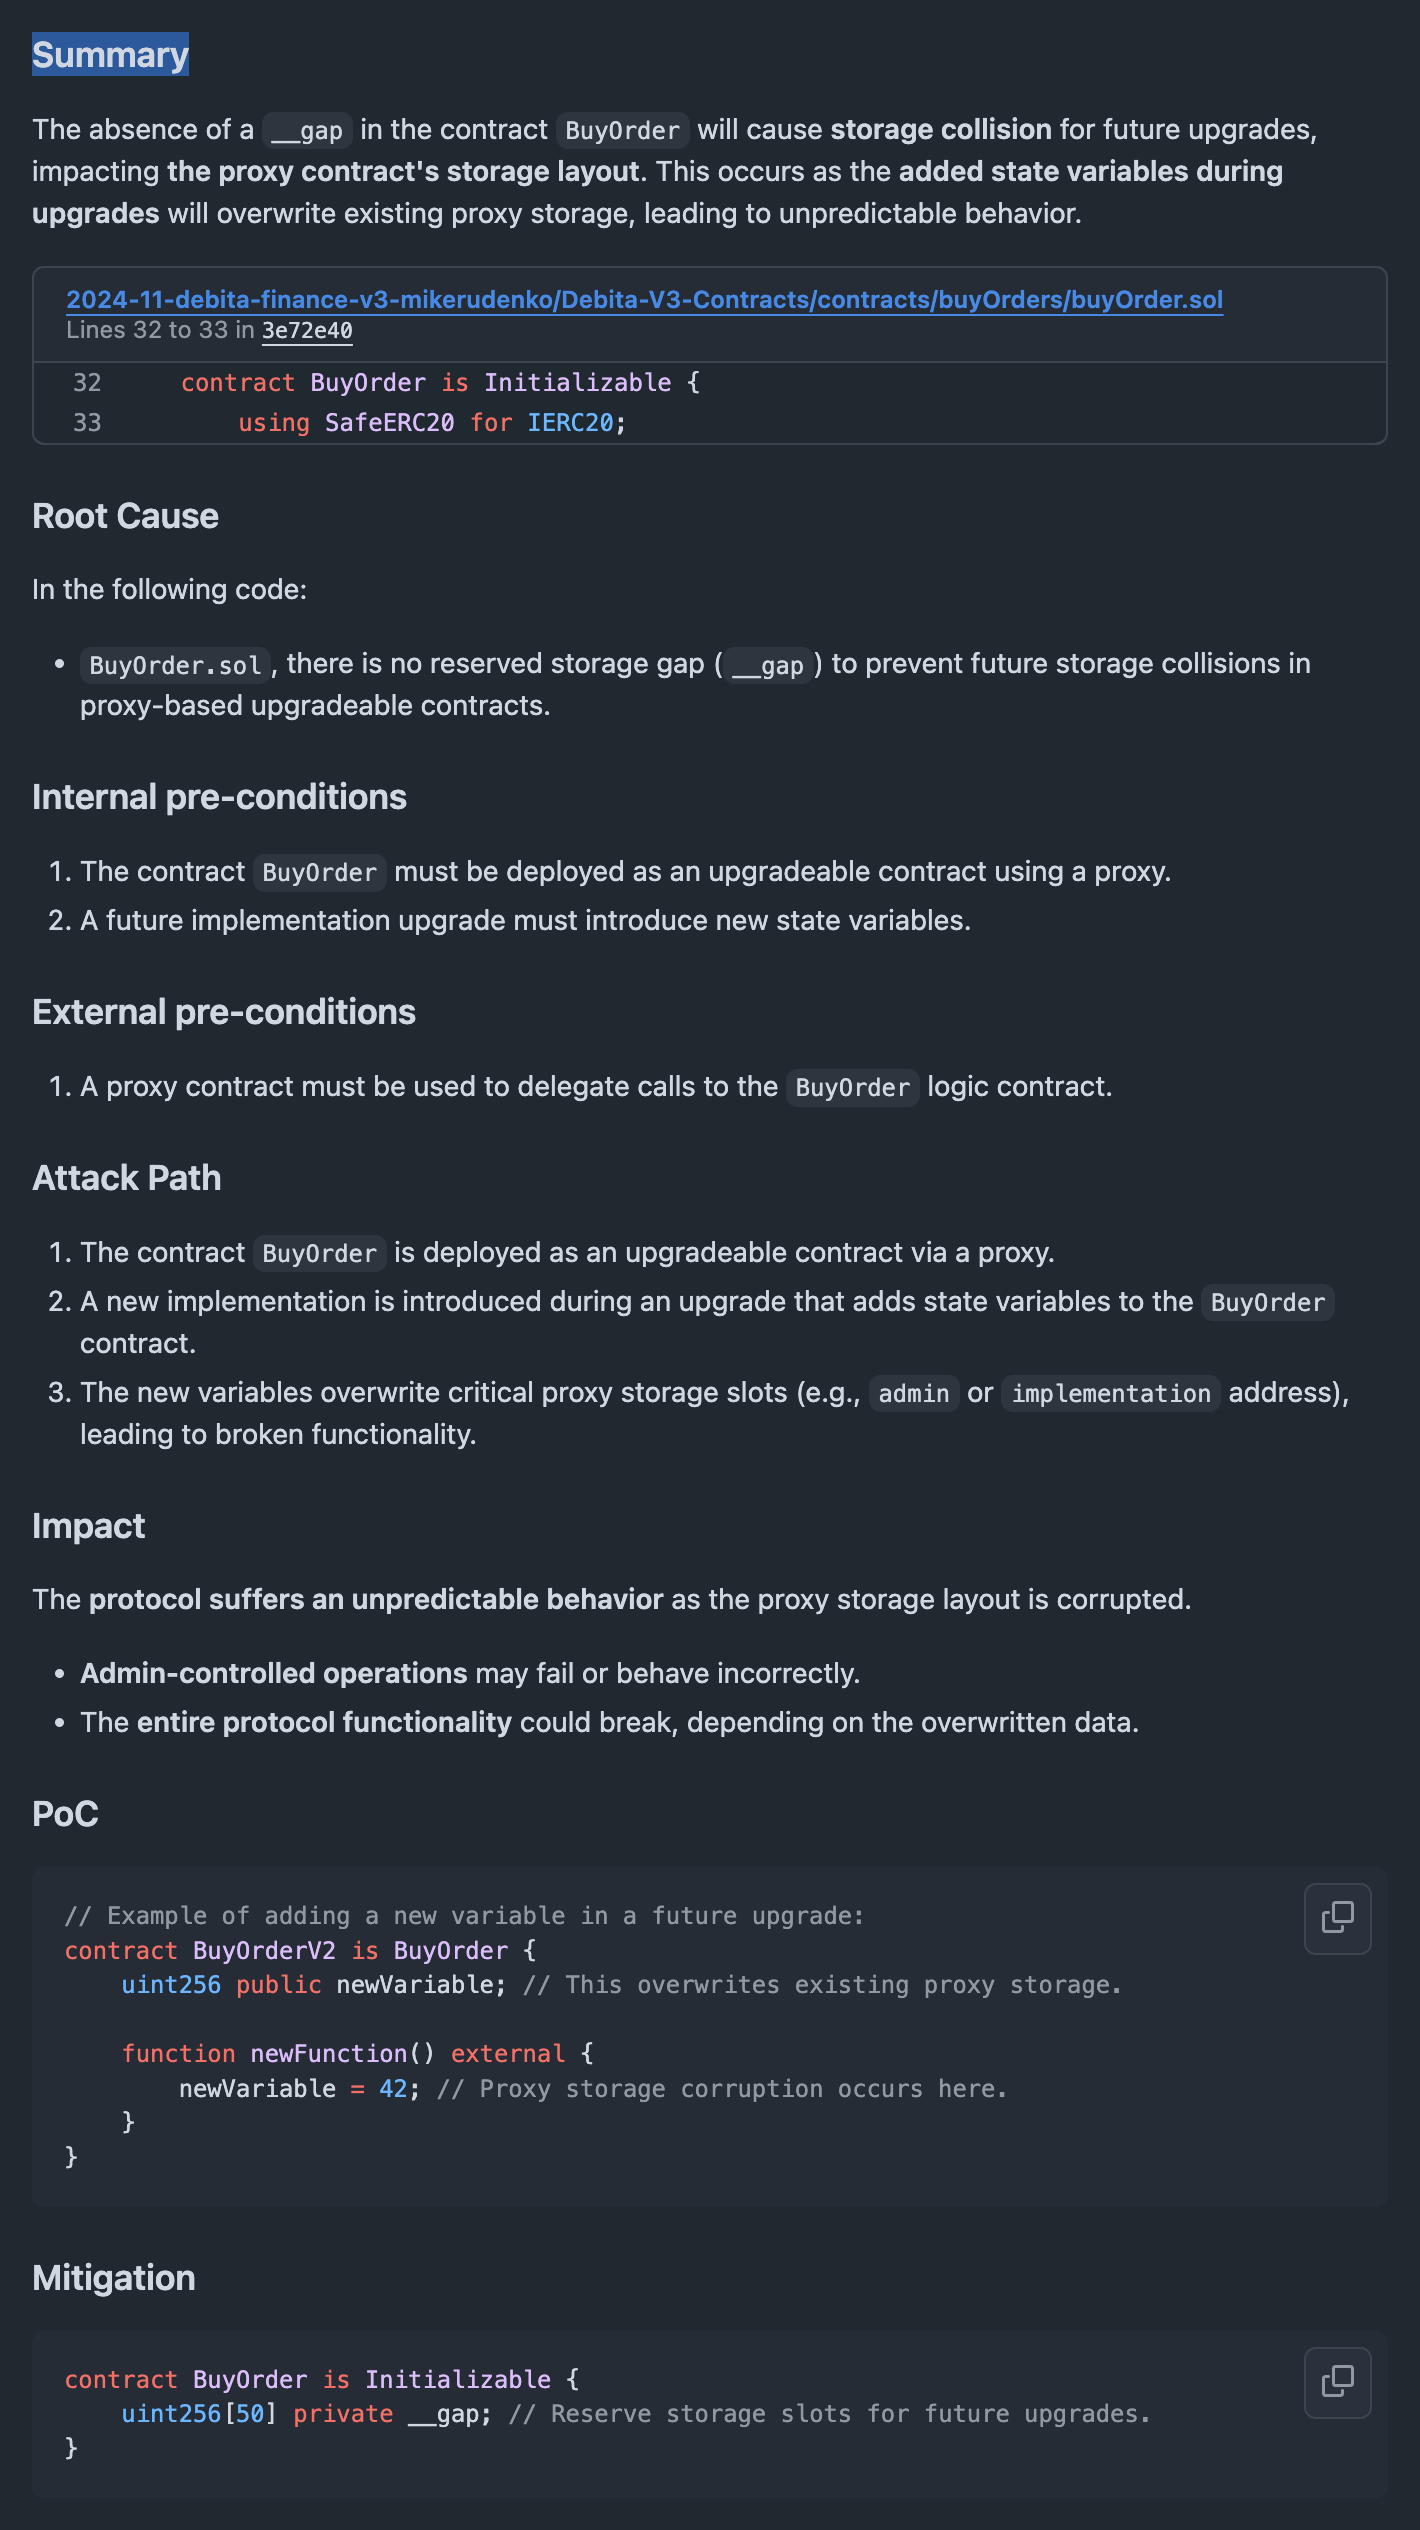 Summary
The absence of a __gap in the contract BuyOrder will cause storage collision for future upgrades,
impacting the proxy contract's storage layout. This occurs as the added state variables during
upgrades will overwrite existing proxy storage, leading to unpredictable behavior.
2024-11-debita-finance-v3-mikerudenko/Debita-V3-Contracts/contracts/buyOrders/buyOrder.sol
Lines 32 to 33 in 3e72e40
32 contract BuyOrder is Initializable {
33 using SafeERC20 for IERC20;
Root Cause
In the following code:
• BuyOrder.sol, there is no reserved storage gap (__gap) to prevent future storage collisions in
proxy-based upgradeable contracts.
Internal pre-conditions
1. The contract BuyOrder must be deployed as an upgradeable contract using a proxy.
2. A future implementation upgrade must introduce new state variables.
External pre-conditions
1. A proxy contract must be used to delegate calls to the BuyOrder logic contract.
Attack Path
1. The contract BuyOrder is deployed as an upgradeable contract via a proxy.
2. A new implementation is introduced during an upgrade that adds state variables to the BuyOrder
contract.
3. The new variables overwrite critical proxy storage slots (e.g., admin or implementation address),
leading to broken functionality.
Impact
The protocol suffers an unpredictable behavior as the proxy storage layout is corrupted.
• Admin-controlled operations may fail or behave incorrectly.
• The entire protocol functionality could break, depending on the overwritten data.
PoC
// Example of adding a new variable in a future upgrade:
contract BuyOrderV2 is BuyOrder {
uint256 public newVariable; // This overwrites existing proxy storage.
function newFunction() external {
newVariable = 42; // Proxy storage corruption occurs here.
}
}
Mitigation
contract BuyOrder is Initializable {
uint256[50] private __gap; // Reserve storage slots for future upgrades.
}